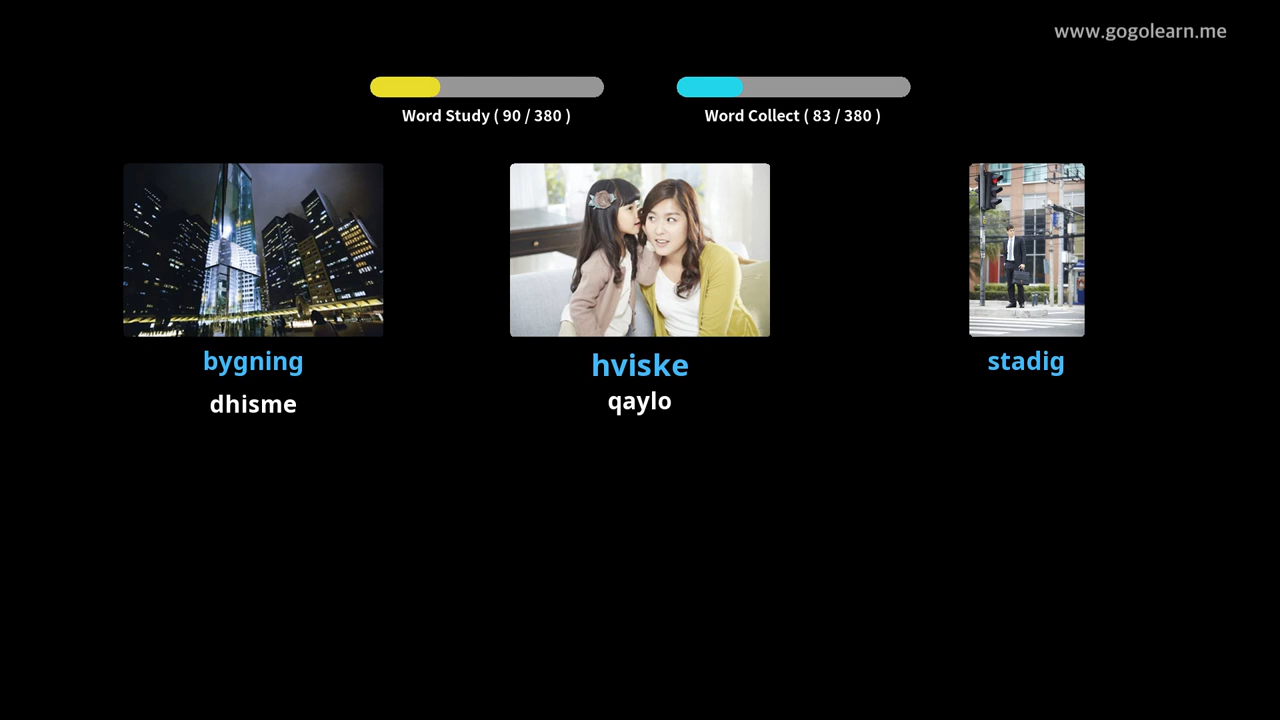 www.gogolearn.me
Word Study ( 90 / 380 )
Word Collect ( 83 / 380 )
bygning
hviske
stadig
dhisme
qaylo